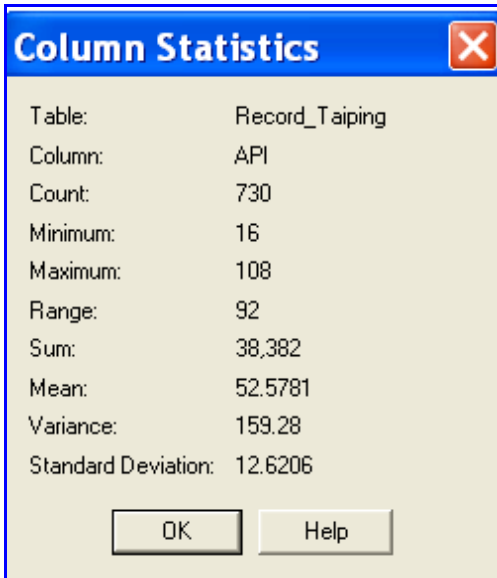 Column Statistics
Table: Record_Taiping
Column: API
Count: 730
Minimum: 16
Maximum: 108
Range: 92
Sum: 38,382
Mean: 52.5781
Variance: 159.28
Standard Deviation: 12.6206
OK Help